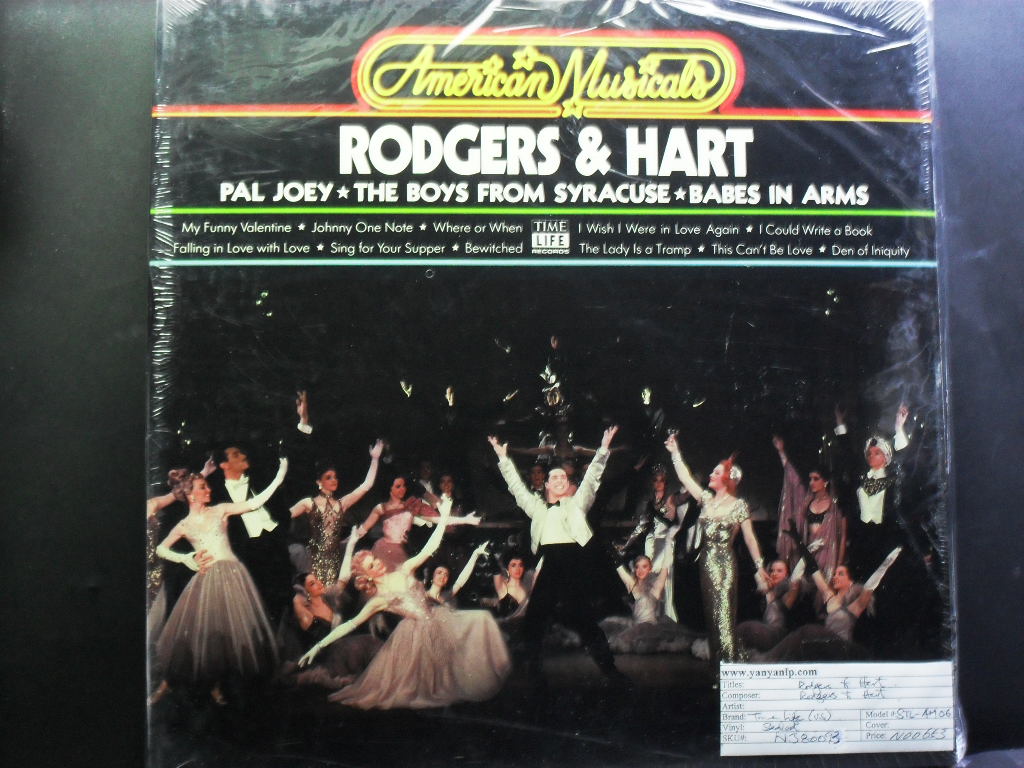 American Musicals
RODGERS & HART
PAL JOEY ★ THE BOYS FROM SYRACUSE ★ BABES IN ARMS
My Funny Valentine ★ Johnny One Note ★ Where or When
Falling in Love with Love ★ Sing for Your Supper ★ Bewitched
TIME
LIFE
RECORDS
I Wish I Were in Love Again ★ I Could Write a Book
The Lady Is a Tramp ★ This Can't Be Love ★ Den of Iniquity
www.yanyanlp.com
Titles: Rodgers & Hart
Composer: Rodgers & Hart
Artist:
Brand: Time Life (US) Model #: STL-AM06
Vinyl: Cover:
SKU#: Price: